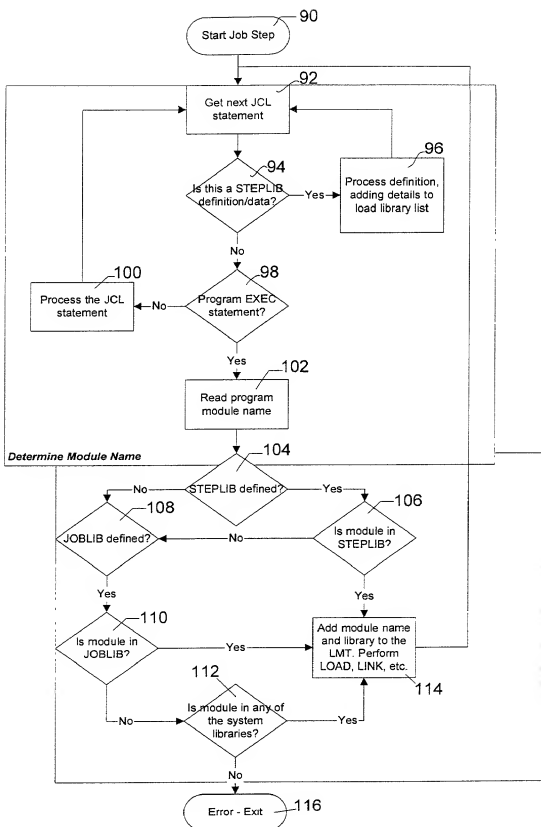 90
Start Job Step
92
Get next JCL
statement
94
Is this a STEPLIB
definition/data?
Yes
96
Process definition,
adding details to
load library list
No
100
Process the JCL
statement
98
Program EXEC
statement?
No
Yes
102
Read program
module name
Determine Module Name
104
STEPLIB defined?
No
Yes
106
Is module in
STEPLIB?
No
Yes
108
JOBLIB defined?
Yes
110
Is module in
JOBLIB?
Yes
No
112
Is module in any of
the system
libraries?
Yes
No
Add module name
and library to the
LMT. Perform
LOAD, LINK, etc.
114
Error - Exit
116